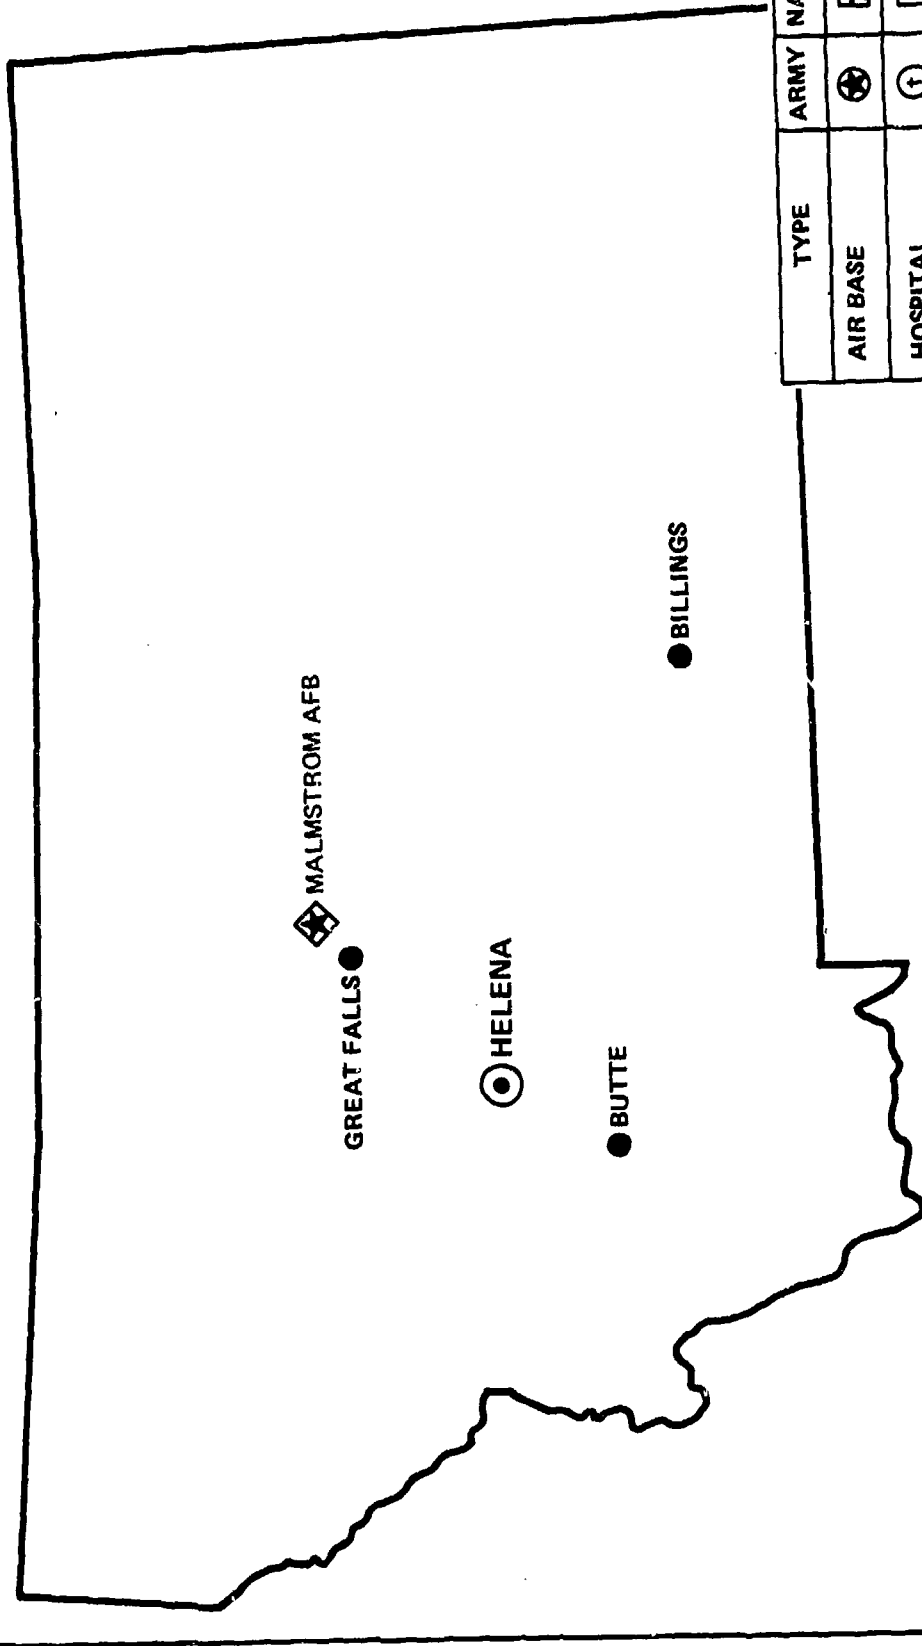 MALMSTROM AFB
GREAT FALLS
HELENA
BUTTE
BILLINGS
TYPE ARMY
AIR BASE
HOSPITAL